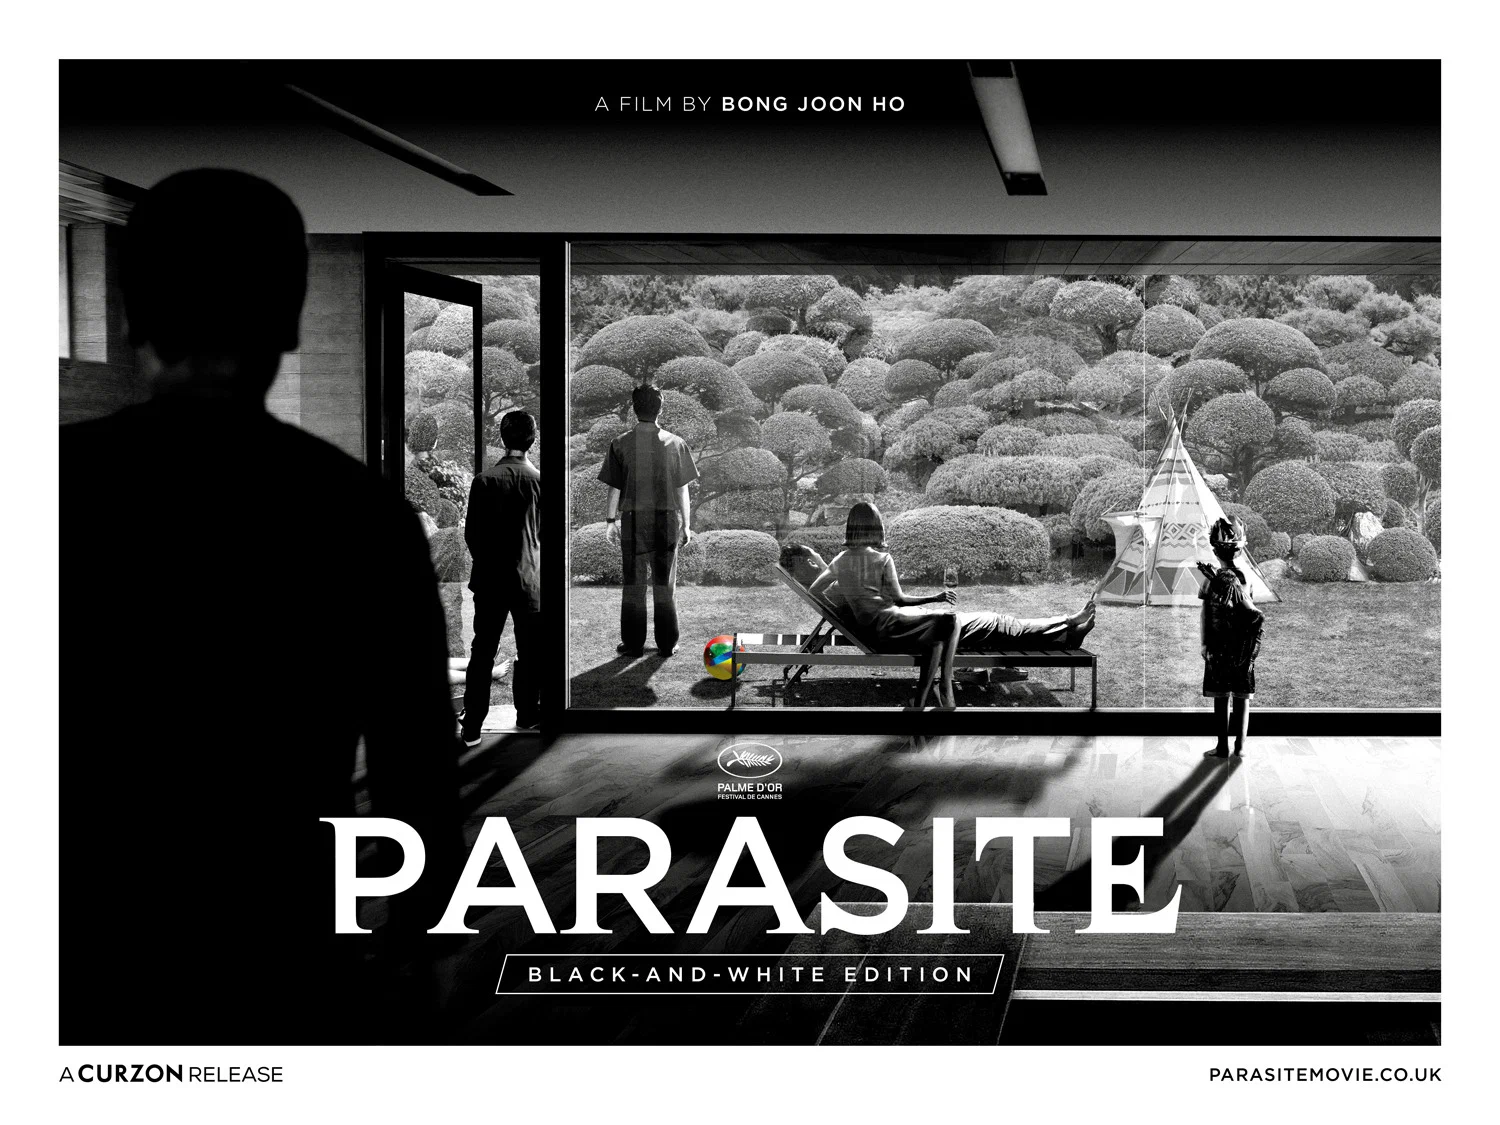 A FILM BY BONG JOON HO
PALME D'OR
FESTIVAL DE CANNES
PARASITE
BLACK-AND-WHITE EDITION
A CURZON RELEASE
PARASITEMOVIE.CO.UK